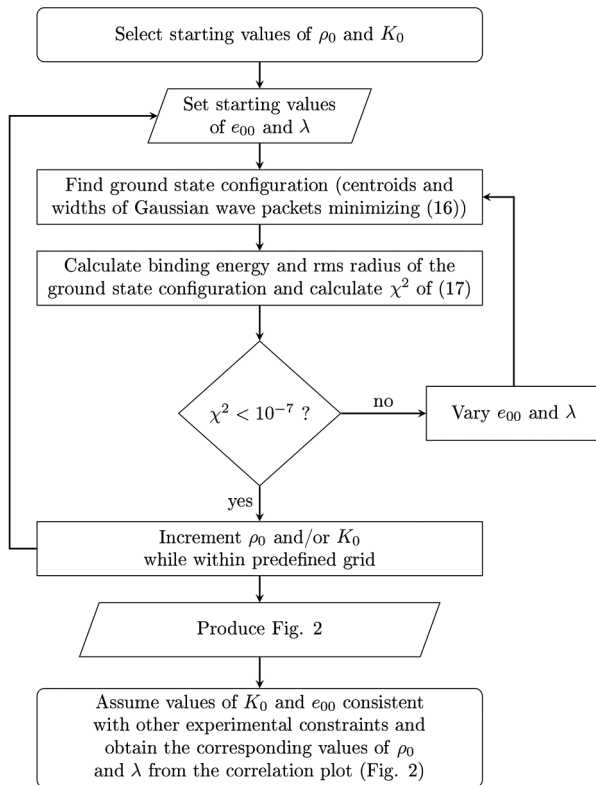 Select starting values of ρ₀ and K₀
Set starting values
of e₀₀ and λ
Find ground state configuration (centroids and
widths of Gaussian wave packets minimizing (16))
Calculate binding energy and rms radius of the
ground state configuration and calculate χ² of (17)
χ² < 10⁻⁷ ?
no
Vary e₀₀ and λ
yes
Increment ρ₀ and/or K₀
while within predefined grid
Produce Fig. 2
Assume values of K₀ and e₀₀ consistent
with other experimental constraints and
obtain the corresponding values of ρ₀
and λ from the correlation plot (Fig. 2)